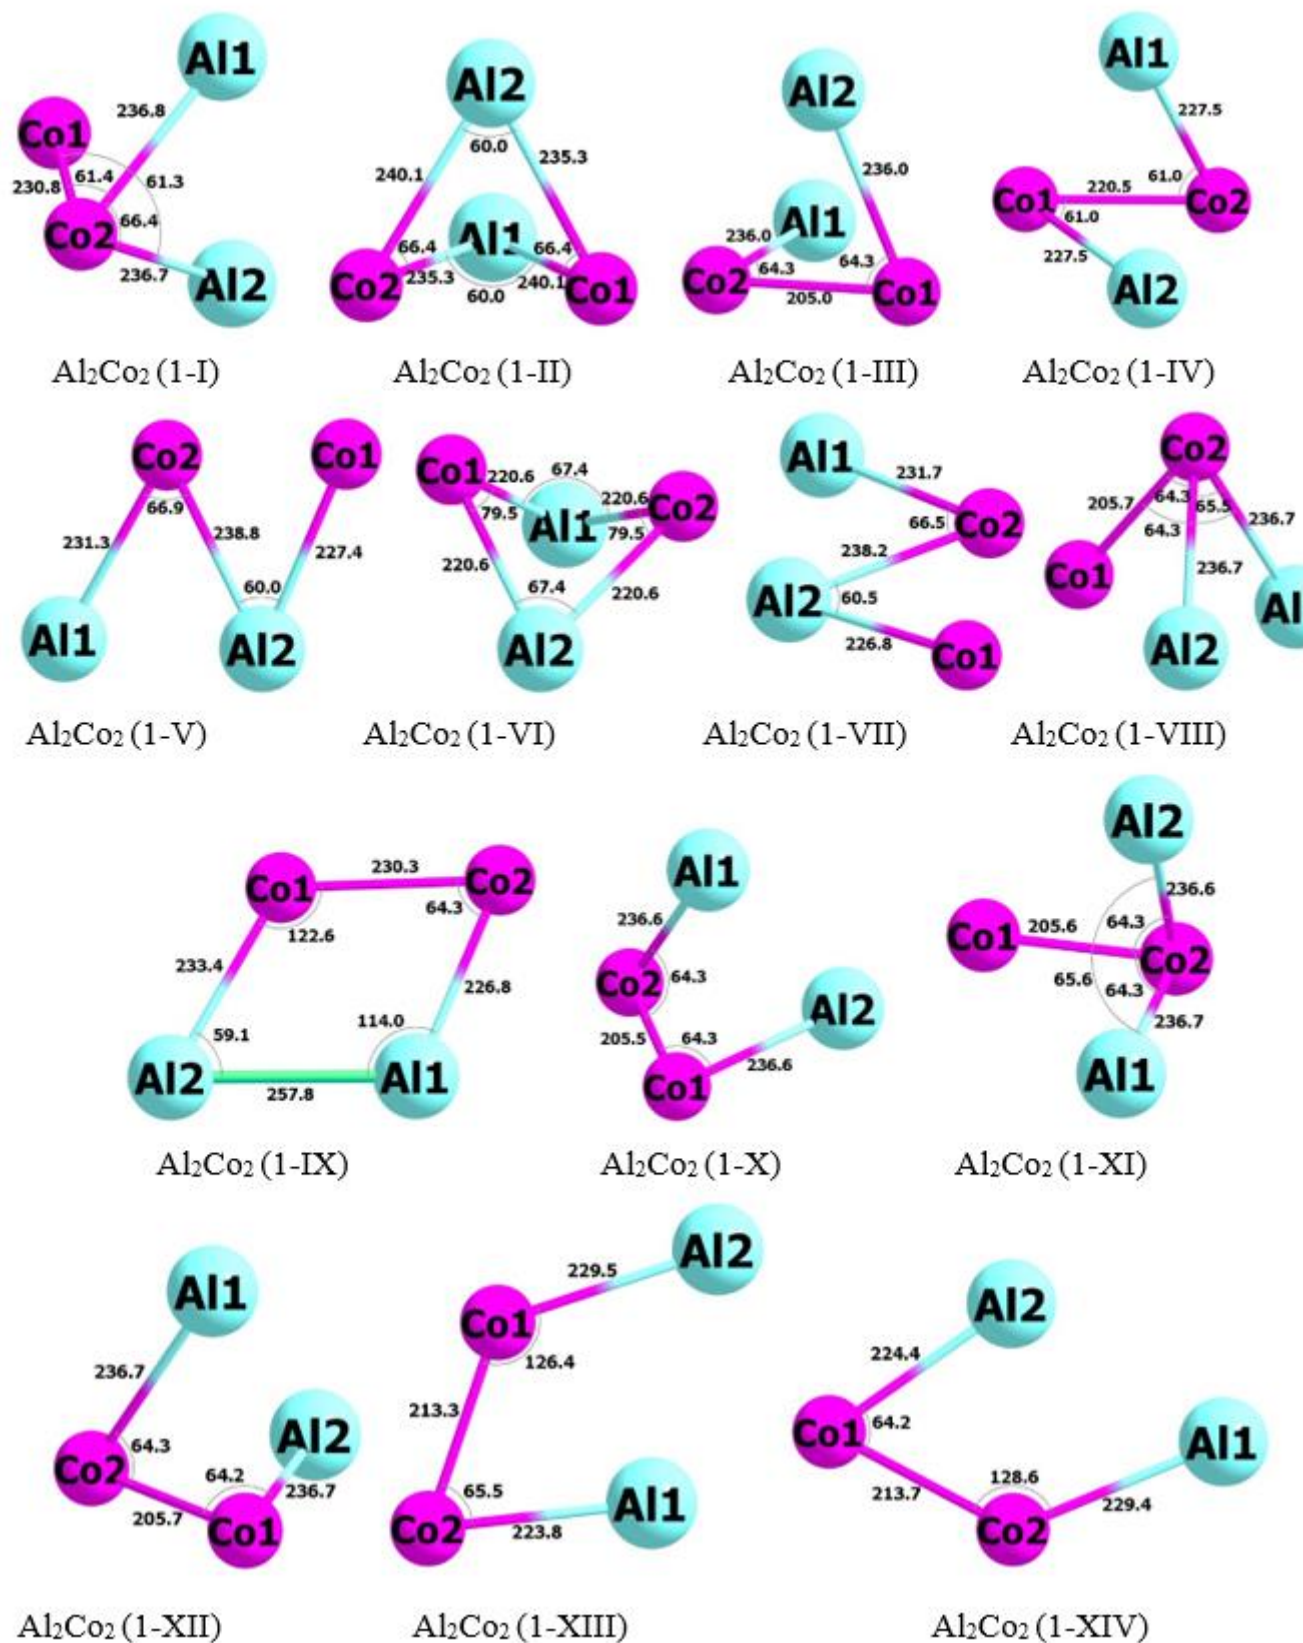 Al1
236.8
Co1
230.8 61.4 61.3
66.4
Co2
236.7
Al2
Al2
60.0
240.1 235.3
Al1
66.4 66.4
Co2 235.3 240.1 Co1
60.0
Al2
236.0
Al1
236.0
64.3 64.3
Co2 Co1
205.0
Al1
227.5
61.0
220.5
Co1 Co2
61.0
227.5
Al2
Al₂Co₂ (1-I) Al₂Co₂ (1-II) Al₂Co₂ (1-III) Al₂Co₂ (1-IV)
Co2 Co1
66.9
231.3 238.8 227.4
60.0
Al1 Al2
Co1 67.4
220.6 220.6 Co2
79.5 Al1 79.5
220.6 67.4 220.6
Al2
Al1
231.7
66.5 Co2
238.2
Al2 60.5
226.8
Co1
Co2
205.7 64.3 65.5 236.7
64.3
Co1 236.7
Al
Al2
Al₂Co₂ (1-V) Al₂Co₂ (1-VI) Al₂Co₂ (1-VII) Al₂Co₂ (1-VIII)
230.3
Co1 Co2
64.3
122.6
233.4 226.8
59.1 114.0
Al2 Al1
257.8
Al1
236.6
Co2 64.3
Al2
205.5 64.3
236.6
Co1
Al2
236.6
205.6 64.3
Co1 Co2
65.6 64.3
236.7
Al1
Al₂Co₂ (1-IX) Al₂Co₂ (1-X) Al₂Co₂ (1-XI)
Al1
236.7
Al2
64.3
Co2 64.2
236.7
205.7 Co1
Al2
229.5
Co1
126.4
213.3
65.5 Al1
Co2
223.8
Al2
224.4
Co1 64.2 Al1
128.6
213.7 229.4
Co2
Al₂Co₂ (1-XII) Al₂Co₂ (1-XIII) Al₂Co₂ (1-XIV)